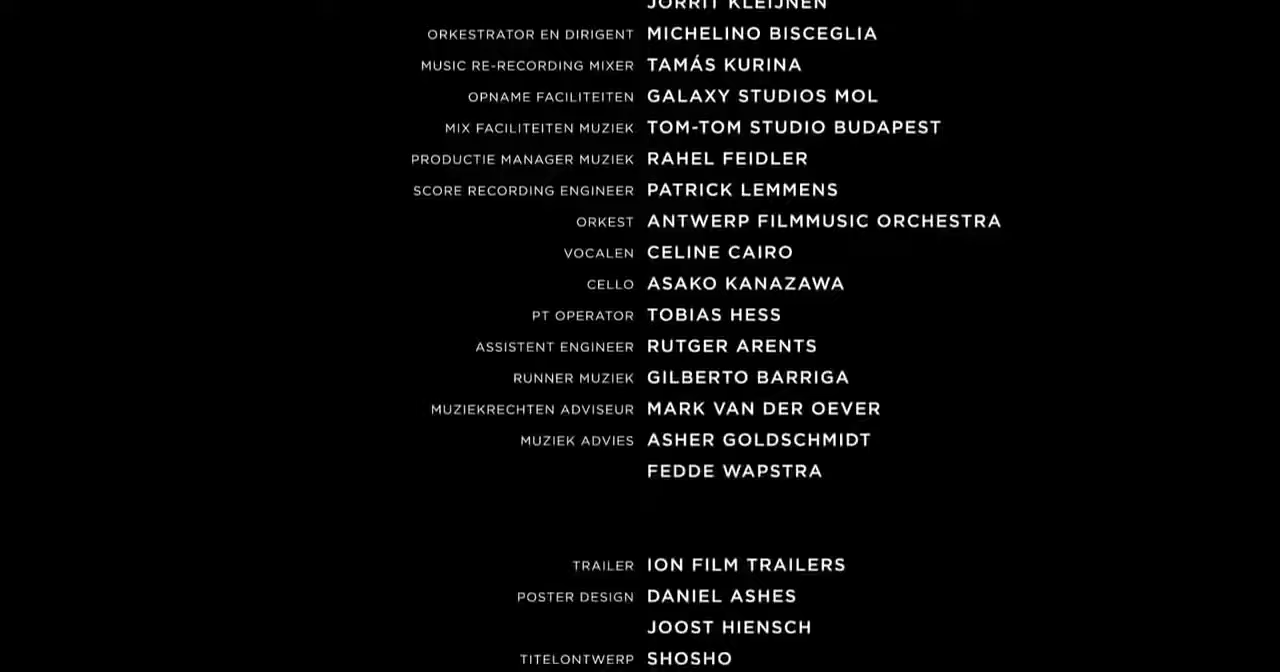 JORRIT KLEIJNEN
ORKESTRATOR EN DIRIGENT MICHELINO BISCEGLIA
MUSIC RE-RECORDING MIXER TAMÁS KURINA
OPNAME FACILITEITEN GALAXY STUDIOS MOL
MIX FACILITEITEN MUZIEK TOM-TOM STUDIO BUDAPEST
PRODUCTIE MANAGER MUZIEK RAHEL FEIDLER
SCORE RECORDING ENGINEER PATRICK LEMMENS
ORKEST ANTWERP FILMMUSIC ORCHESTRA
VOCALEN CELINE CAIRO
CELLO ASAKO KANAZAWA
PT OPERATOR TOBIAS HESS
ASSISTENT ENGINEER RUTGER ARENTS
RUNNER MUZIEK GILBERTO BARRIGA
MUZIEKRECHTEN ADVISEUR MARK VAN DER OEVER
MUZIEK ADVIES ASHER GOLDSCHMIDT
FEDDE WAPSTRA
TRAILER ION FILM TRAILERS
POSTER DESIGN DANIEL ASHES
JOOST HIENSCH
TITELONTWERP SHOSHO